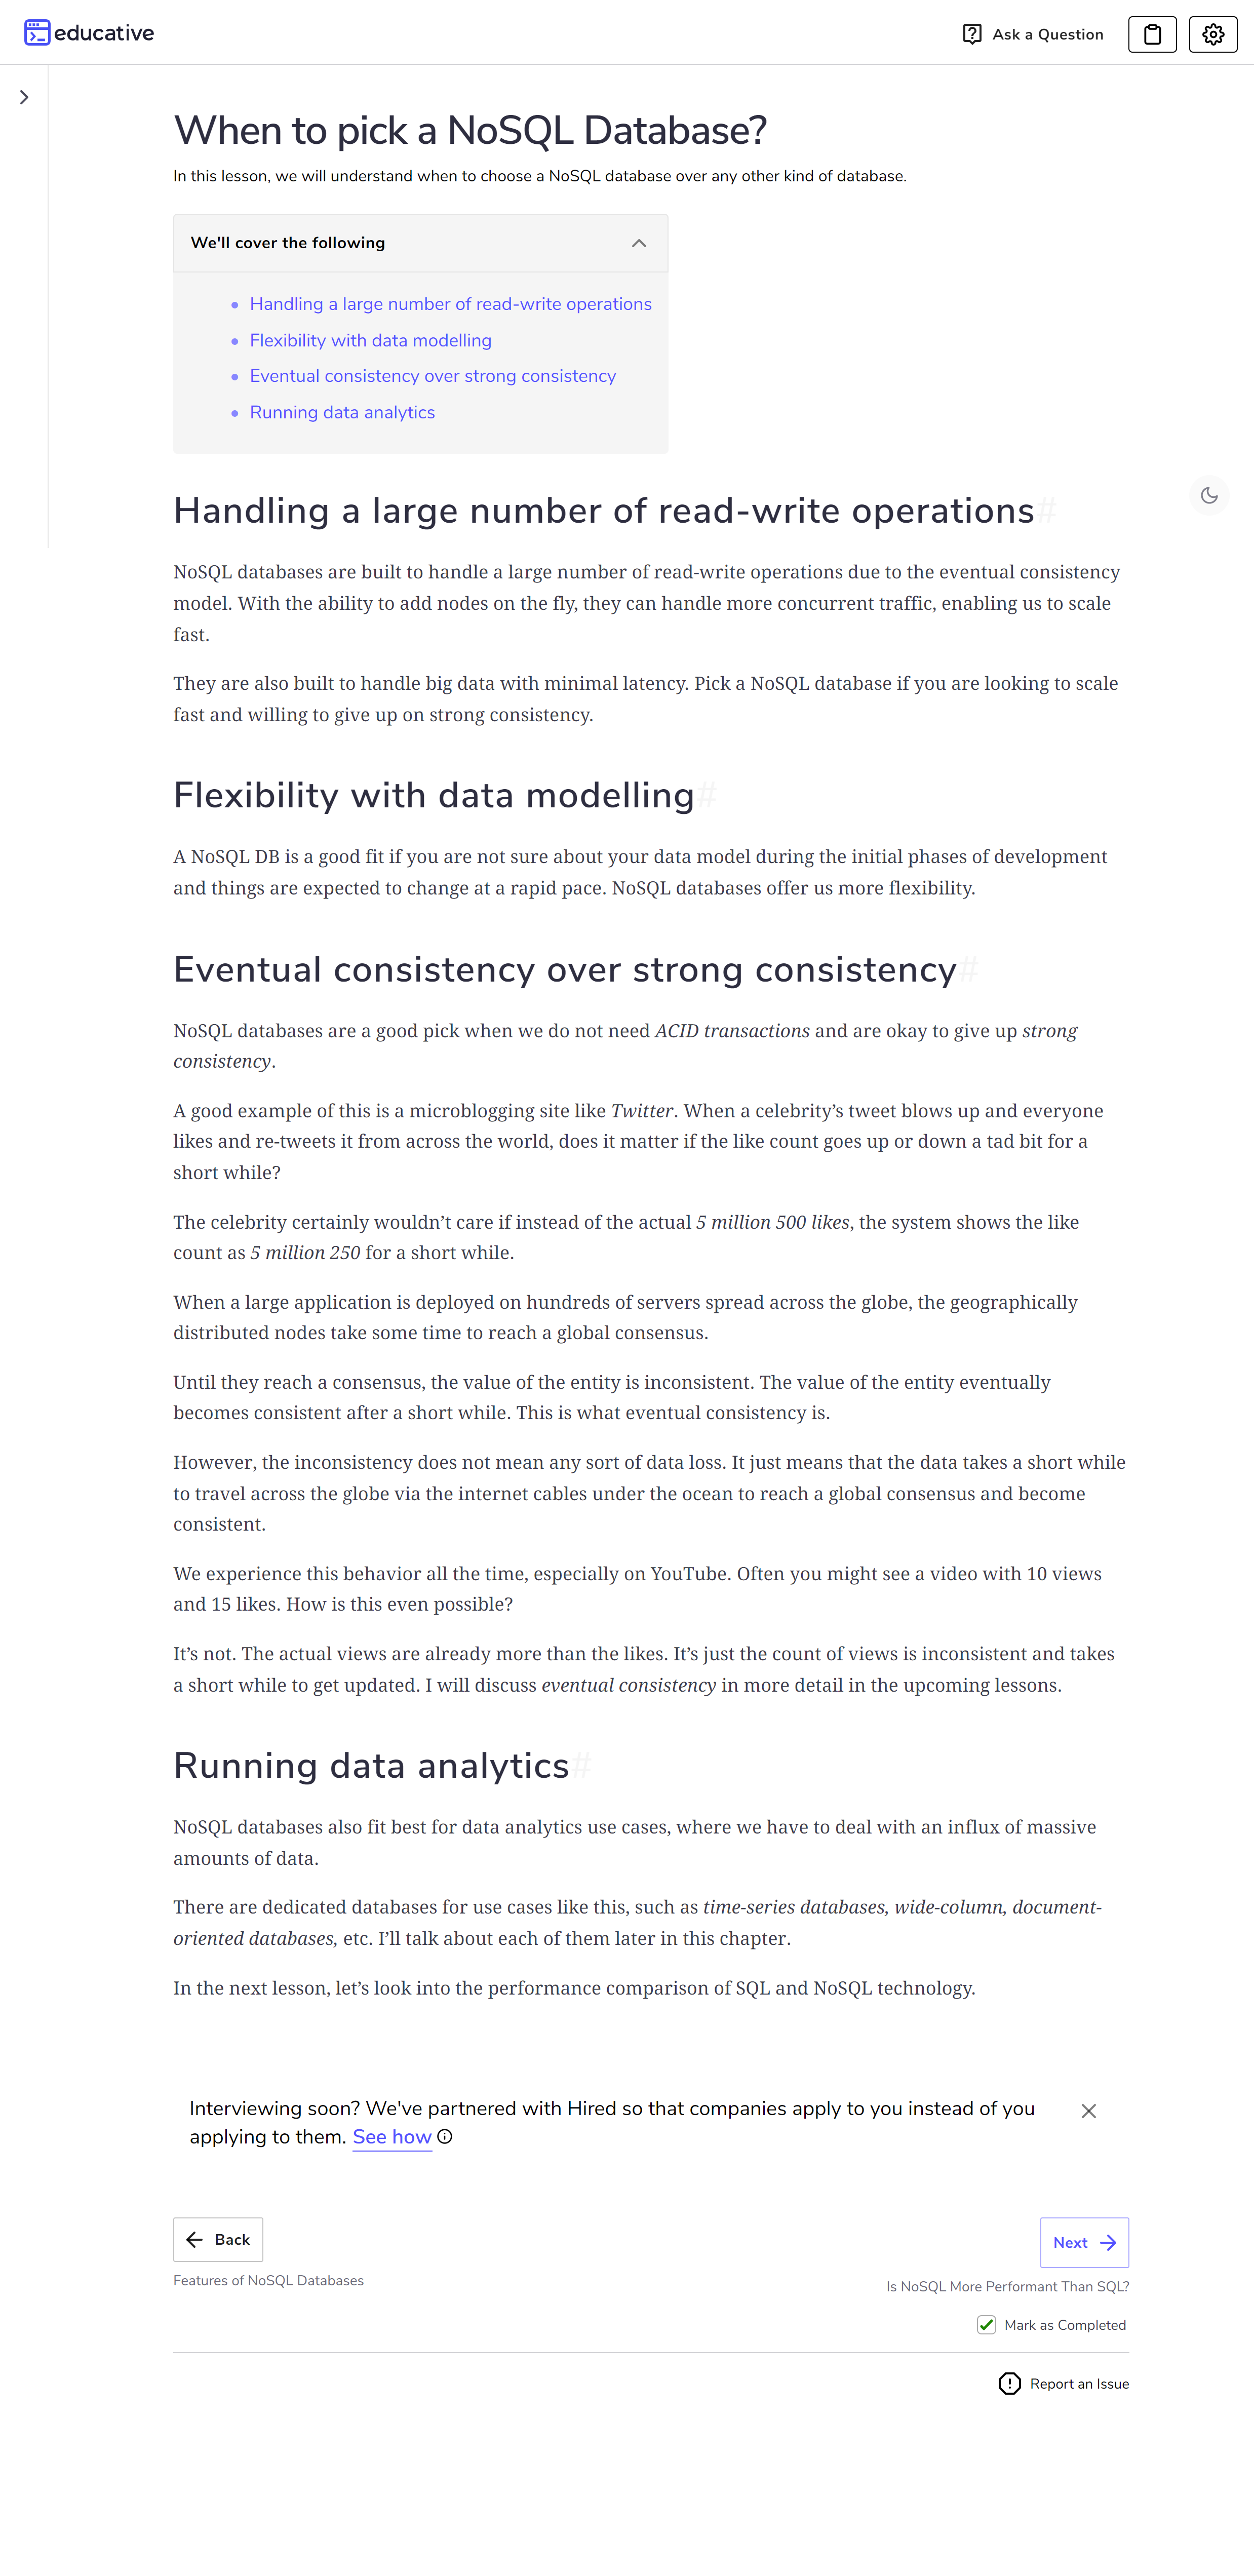 educative
Ask a Question
When to pick a NoSQL Database?
In this lesson, we will understand when to choose a NoSQL database over any other kind of database.
We'll cover the following
Handling a large number of read-write operations
Flexibility with data modelling
Eventual consistency over strong consistency
Running data analytics
Handling a large number of read-write operations#
NoSQL databases are built to handle a large number of read-write operations due to the eventual consistency
model. With the ability to add nodes on the fly, they can handle more concurrent traffic, enabling us to scale
fast.
They are also built to handle big data with minimal latency. Pick a NoSQL database if you are looking to scale
fast and willing to give up on strong consistency.
Flexibility with data modelling#
A NoSQL DB is a good fit if you are not sure about your data model during the initial phases of development
and things are expected to change at a rapid pace. NoSQL databases offer us more flexibility.
Eventual consistency over strong consistency#
NoSQL databases are a good pick when we do not need ACID transactions and are okay to give up strong
consistency.
A good example of this is a microblogging site like Twitter. When a celebrity’s tweet blows up and everyone
likes and re-tweets it from across the world, does it matter if the like count goes up or down a tad bit for a
short while?
The celebrity certainly wouldn’t care if instead of the actual 5 million 500 likes, the system shows the like
count as 5 million 250 for a short while.
When a large application is deployed on hundreds of servers spread across the globe, the geographically
distributed nodes take some time to reach a global consensus.
Until they reach a consensus, the value of the entity is inconsistent. The value of the entity eventually
becomes consistent after a short while. This is what eventual consistency is.
However, the inconsistency does not mean any sort of data loss. It just means that the data takes a short while
to travel across the globe via the internet cables under the ocean to reach a global consensus and become
consistent.
We experience this behavior all the time, especially on YouTube. Often you might see a video with 10 views
and 15 likes. How is this even possible?
It’s not. The actual views are already more than the likes. It’s just the count of views is inconsistent and takes
a short while to get updated. I will discuss eventual consistency in more detail in the upcoming lessons.
Running data analytics#
NoSQL databases also fit best for data analytics use cases, where we have to deal with an influx of massive
amounts of data.
There are dedicated databases for use cases like this, such as time-series databases, wide-column, document-
oriented databases, etc. I’ll talk about each of them later in this chapter.
In the next lesson, let’s look into the performance comparison of SQL and NoSQL technology.
Interviewing soon? We've partnered with Hired so that companies apply to you instead of you
applying to them. See how
Back
Next
Features of NoSQL Databases
Is NoSQL More Performant Than SQL?
Mark as Completed
Report an Issue